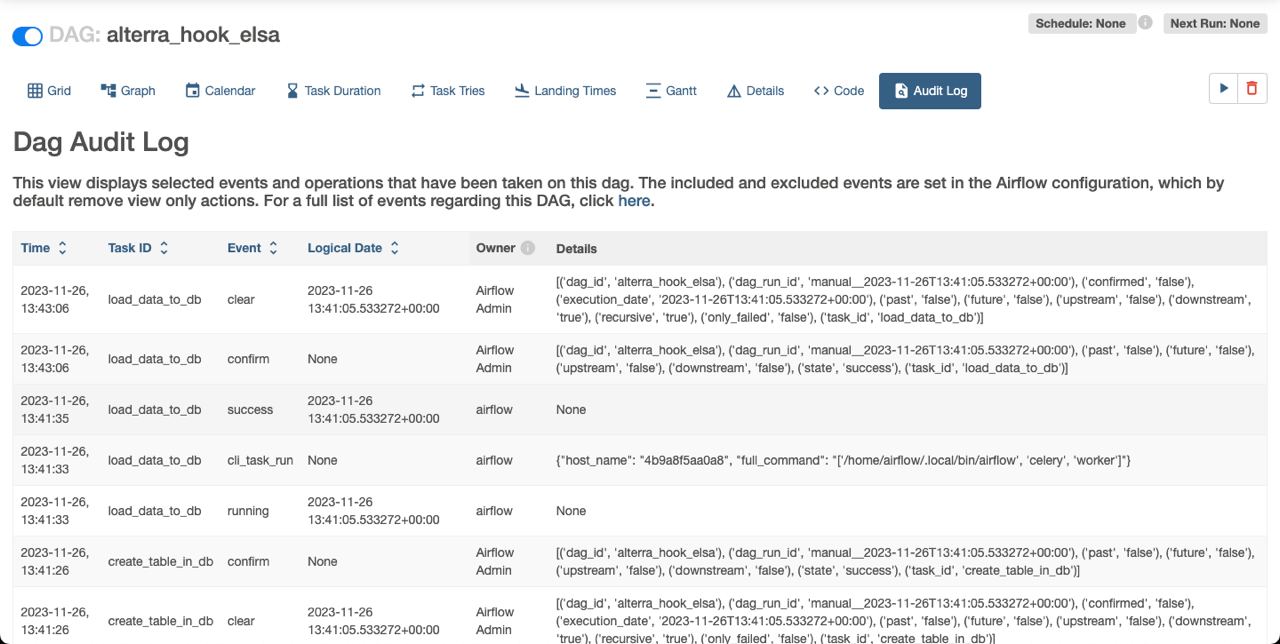 DAG: alterra_hook_elsa
Schedule: None
Next Run: None
Grid
Graph
Calendar
Task Duration
Task Tries
Landing Times
Gantt
Details
Code
Audit Log
Dag Audit Log
This view displays selected events and operations that have been taken on this dag. The included and excluded events are set in the Airflow configuration, which by
default remove view only actions. For a full list of events regarding this DAG, click here.
Time Task ID Event Logical Date Owner Details
2023-11-26,
13:43:06
load_data_to_db
clear
2023-11-26
13:41:05.533272+00:00
Airflow
Admin
[('dag_id', 'alterra_hook_elsa'), ('dag_run_id', 'manual__2023-11-26T13:41:05.533272+00:00'), ('confirmed', 'false'),
('execution_date', '2023-11-26T13:41:05.533272+00:00'), ('past', 'false'), ('future', 'false'), ('upstream', 'false'), ('downstream',
'true'), ('recursive', 'true'), ('only_failed', 'false'), ('task_id', 'load_data_to_db')]
2023-11-26,
13:43:06
load_data_to_db
confirm
None
Airflow
Admin
[('dag_id', 'alterra_hook_elsa'), ('dag_run_id', 'manual__2023-11-26T13:41:05.533272+00:00'), ('past', 'false'), ('future', 'false'),
('upstream', 'false'), ('downstream', 'false'), ('state', 'success'), ('task_id', 'load_data_to_db')]
2023-11-26,
13:41:35
load_data_to_db
success
2023-11-26
13:41:05.533272+00:00
airflow
None
2023-11-26,
13:41:33
load_data_to_db
cli_task_run
None
airflow
{"host_name": "4b9a8f5aa0a8", "full_command": "['/home/airflow/.local/bin/airflow', 'celery', 'worker']"}
2023-11-26,
13:41:33
load_data_to_db
running
2023-11-26
13:41:05.533272+00:00
airflow
None
2023-11-26,
13:41:26
create_table_in_db
confirm
None
Airflow
Admin
[('dag_id', 'alterra_hook_elsa'), ('dag_run_id', 'manual__2023-11-26T13:41:05.533272+00:00'), ('past', 'false'), ('future', 'false'),
('upstream', 'false'), ('downstream', 'false'), ('state', 'success'), ('task_id', 'create_table_in_db')]
2023-11-26,
13:41:26
create_table_in_db
clear
2023-11-26
13:41:05.533272+00:00
Airflow
Admin
[('dag_id', 'alterra_hook_elsa'), ('dag_run_id', 'manual__2023-11-26T13:41:05.533272+00:00'), ('confirmed', 'false'),
('execution_date', '2023-11-26T13:41:05.533272+00:00'), ('past', 'false'), ('future', 'false'), ('upstream', 'false'), ('downstream',
'true'), ('recursive', 'true'), ('only_failed', 'false'), ('task_id', 'create_table_in_db')]